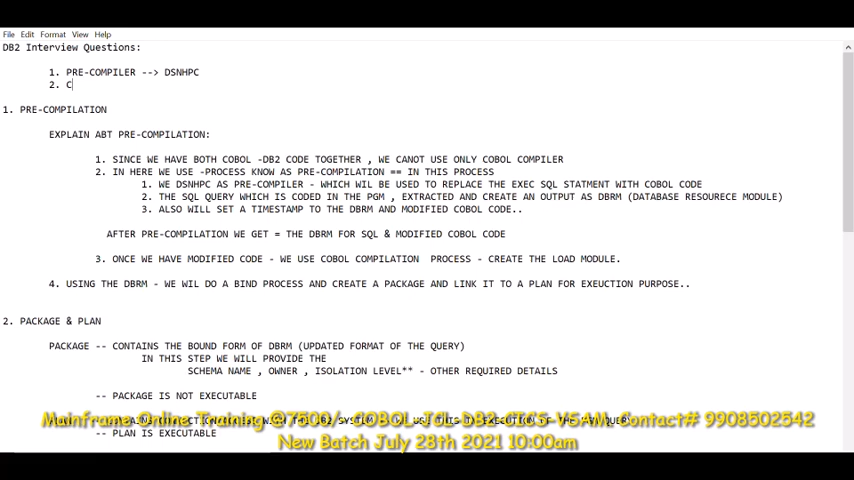 File Edit Format View Help
DB2 Interview Questions:
1. PRE-COMPILER --> DSNHPC
2. C
1. PRE-COMPILATION
EXPLAIN ABT PRE-COMPILATION:
1. SINCE WE HAVE BOTH COBOL -DB2 CODE TOGETHER , WE CANOT USE ONLY COBOL COMPILER
2. IN HERE WE USE -PROCESS KNOW AS PRE-COMPILATION == IN THIS PROCESS
1. WE DSNHPC AS PRE-COMPILER - WHICH WIL BE USED TO REPLACE THE EXEC SQL STATMENT WITH COBOL CODE
2. THE SQL QUERY WHICH IS CODED IN THE PGM , EXTRACTED AND CREATE AN OUTPUT AS DBRM (DATABASE RESOURECE MODULE)
3. ALSO WILL SET A TIMESTAMP TO THE DBRM AND MODIFIED COBOL CODE..
AFTER PRE-COMPILATION WE GET = THE DBRM FOR SQL & MODIFIED COBOL CODE
3. ONCE WE HAVE MODIFIED CODE - WE USE COBOL COMPILATION PROCESS - CREATE THE LOAD MODULE.
4. USING THE DBRM - WE WIL DO A BIND PROCESS AND CREATE A PACKAGE AND LINK IT TO A PLAN FOR EXEUCTION PURPOSE..
2. PACKAGE & PLAN
PACKAGE -- CONTAINS THE BOUND FORM OF DBRM (UPDATED FORMAT OF THE QUERY)
IN THIS STEP WE WILL PROVIDE THE
SCHEMA NAME , OWNER , ISOLATION LEVEL** - OTHER REQUIRED DETAILS
-- PACKAGE IS NOT EXECUTABLE
Mainframe Online Training @7500/- COBOL-JCL-DB2-CICS-VSAM. Contact# 9908502542
-- PLAN IS EXECUTABLE
New Batch July 28th 2021 10:00am